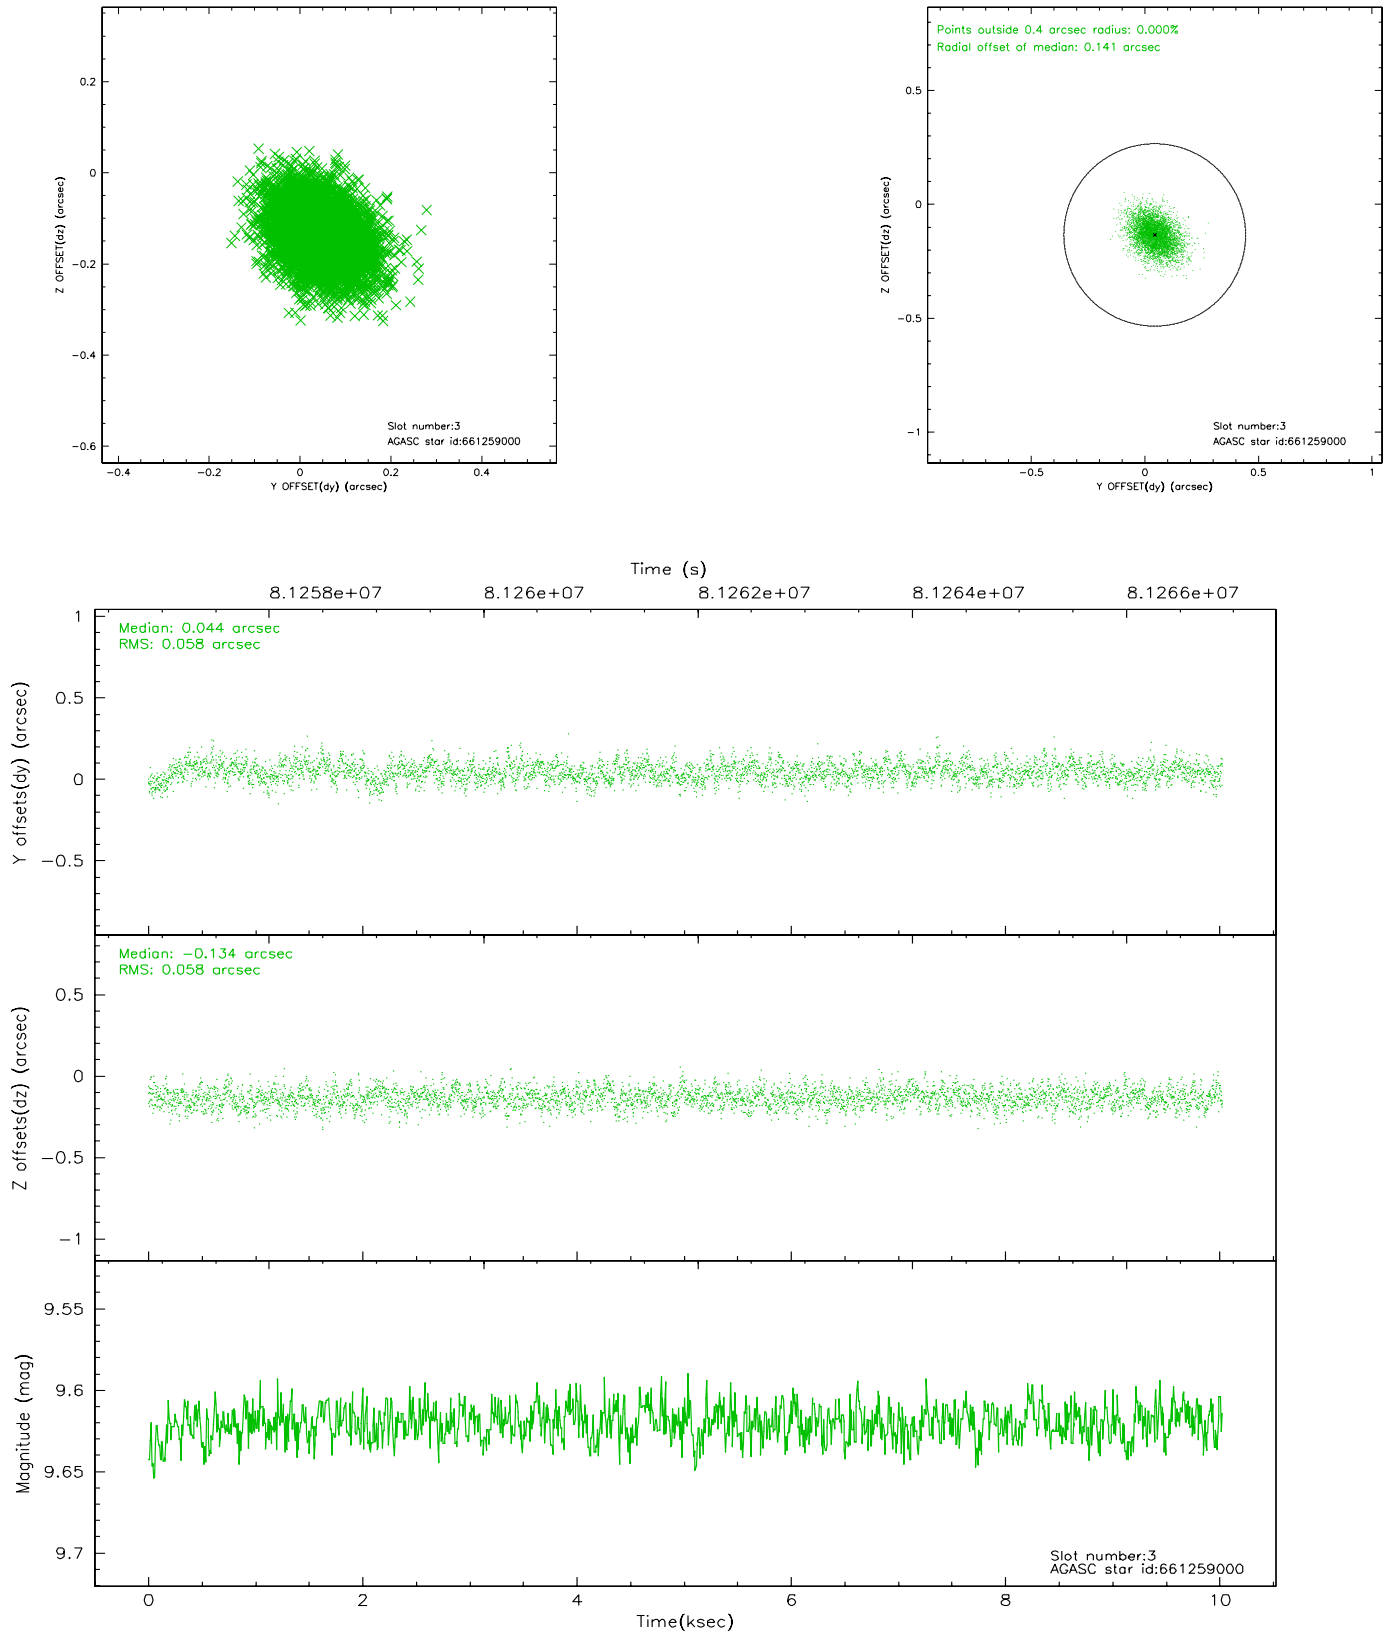 0.2
0
−0.2
−0.4
−0.6
Z OFFSET(dz) (arcsec)
Slot number:3
AGASC star id:661259000
−0.4 −0.2 0 0.2 0.4
Y OFFSET(dy) (arcsec)
Points outside 0.4 arcsec radius: 0.000%
Radial offset of median: 0.141 arcsec
0.5
0
−0.5
−1
Z OFFSET(dz) (arcsec)
Slot number:3
AGASC star id:661259000
−0.5 0 0.5 1
Y OFFSET(dy) (arcsec)
Time (s)
8.1258e+07 8.126e+07 8.1262e+07 8.1264e+07 8.1266e+07
Median: 0.044 arcsec
RMS: 0.058 arcsec
1
0.5
0
−0.5
Y offsets(dy) (arcsec)
Median: −0.134 arcsec
RMS: 0.058 arcsec
0.5
0
−0.5
−1
Z offsets(dz) (arcsec)
9.55
9.6
9.65
9.7
Magnitude (mag)
Slot number:3
AGASC star id:661259000
0 2 4 6 8 10
Time(ksec)